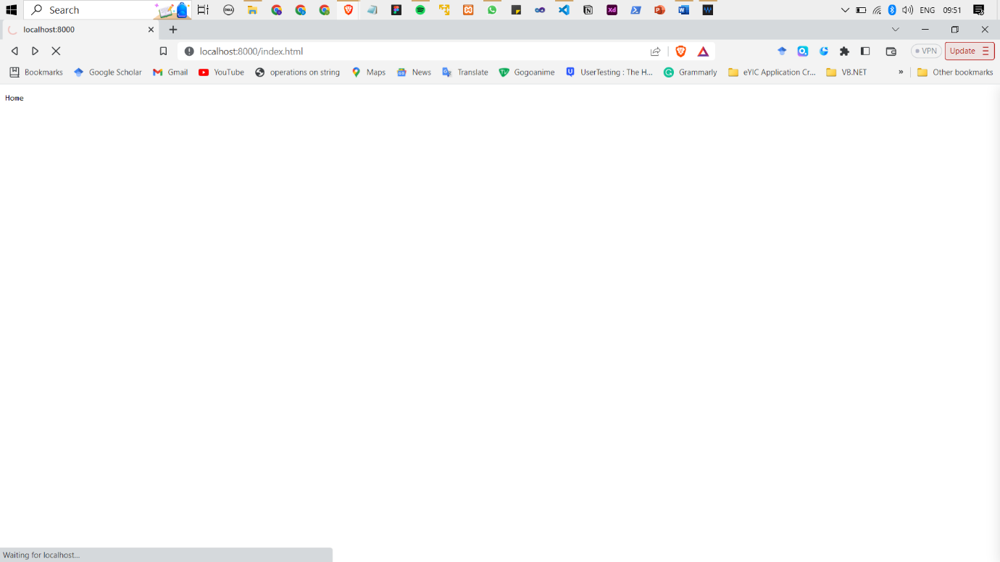 Search
DELL
Xd
ENG 09:51
localhost:8000
localhost:8000/index.html
VPN
Update
Bookmarks Google Scholar Gmail YouTube operations on string Maps News Translate Gogoanime UserTesting : The H... Grammarly eYIC Application Cr... VB.NET » Other bookmarks
Home
Waiting for localhost...